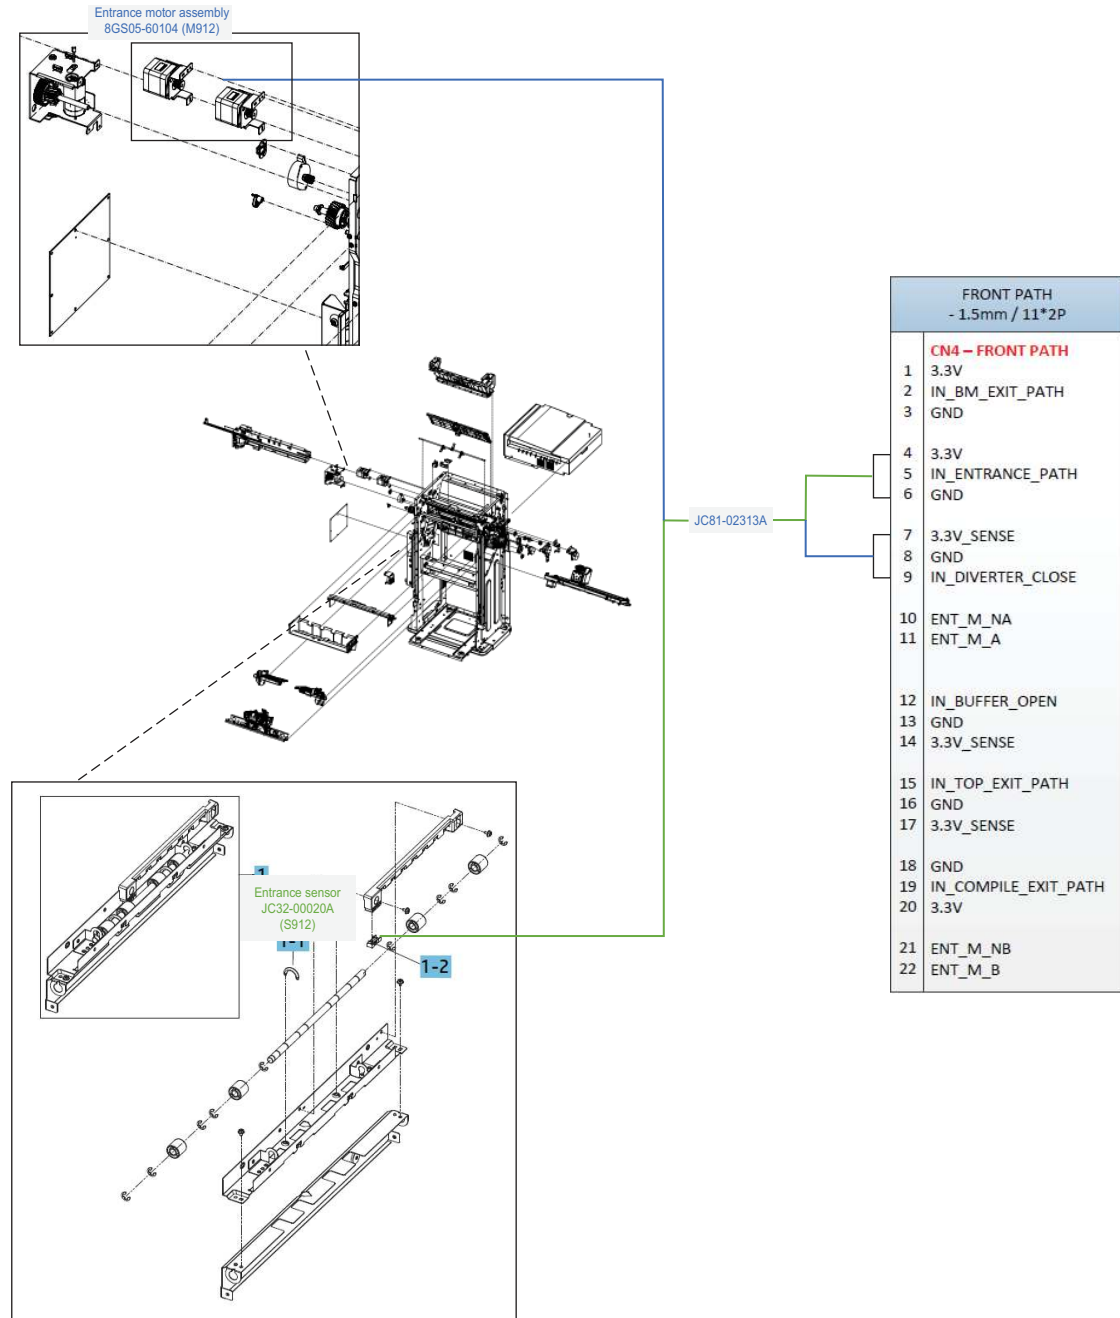 Entrance motor assembly
8GS05-60104 (M912)
FRONT PATH
- 1.5mm / 11*2P
CN4 – FRONT PATH
1 3.3V
2 IN_BM_EXIT_PATH
3 GND
4 3.3V
5 IN_ENTRANCE_PATH
6 GND
JC81-02313A
7 3.3V_SENSE
8 GND
9 IN_DIVERTER_CLOSE
10 ENT_M_NA
11 ENT_M_A
12 IN_BUFFER_OPEN
13 GND
14 3.3V_SENSE
15 IN_TOP_EXIT_PATH
16 GND
17 3.3V_SENSE
18 GND
19 IN_COMPILE_EXIT_PATH
20 3.3V
21 ENT_M_NB
22 ENT_M_B
1
Entrance sensor
JC32-00020A
(S912)
1-1
1-2